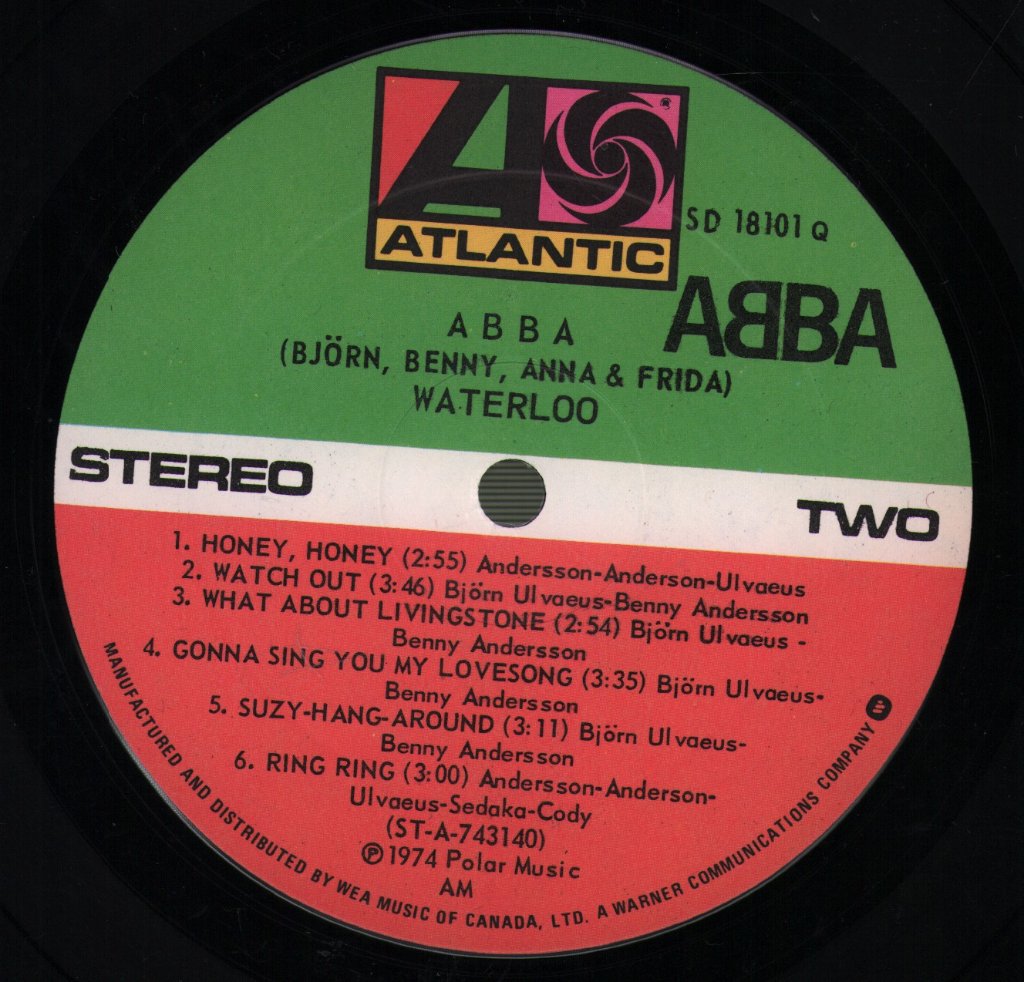 ATLANTIC
SD 18101 Q
ABBA
A B B A
(BJÖRN, BENNY, ANNA & FRIDA)
WATERLOO
STEREO
TWO
1. HONEY, HONEY (2:55) Andersson-Anderson-Ulvaeus
2. WATCH OUT (3:46) Björn Ulvaeus-Benny Andersson
3. WHAT ABOUT LIVINGSTONE (2:54) Björn Ulvaeus -
Benny Andersson
4. GONNA SING YOU MY LOVESONG (3:35) Björn Ulvaeus-
Benny Andersson
5. SUZY-HANG-AROUND (3:11) Björn Ulvaeus-
Benny Andersson
6. RING RING (3:00) Andersson-Anderson-
Ulvaeus-Sedaka-Cody
(ST-A-743140)
℗ 1974 Polar Music
AM
MANUFACTURED AND DISTRIBUTED BY WEA MUSIC OF CANADA, LTD. A WARNER COMMUNICATIONS COMPANY